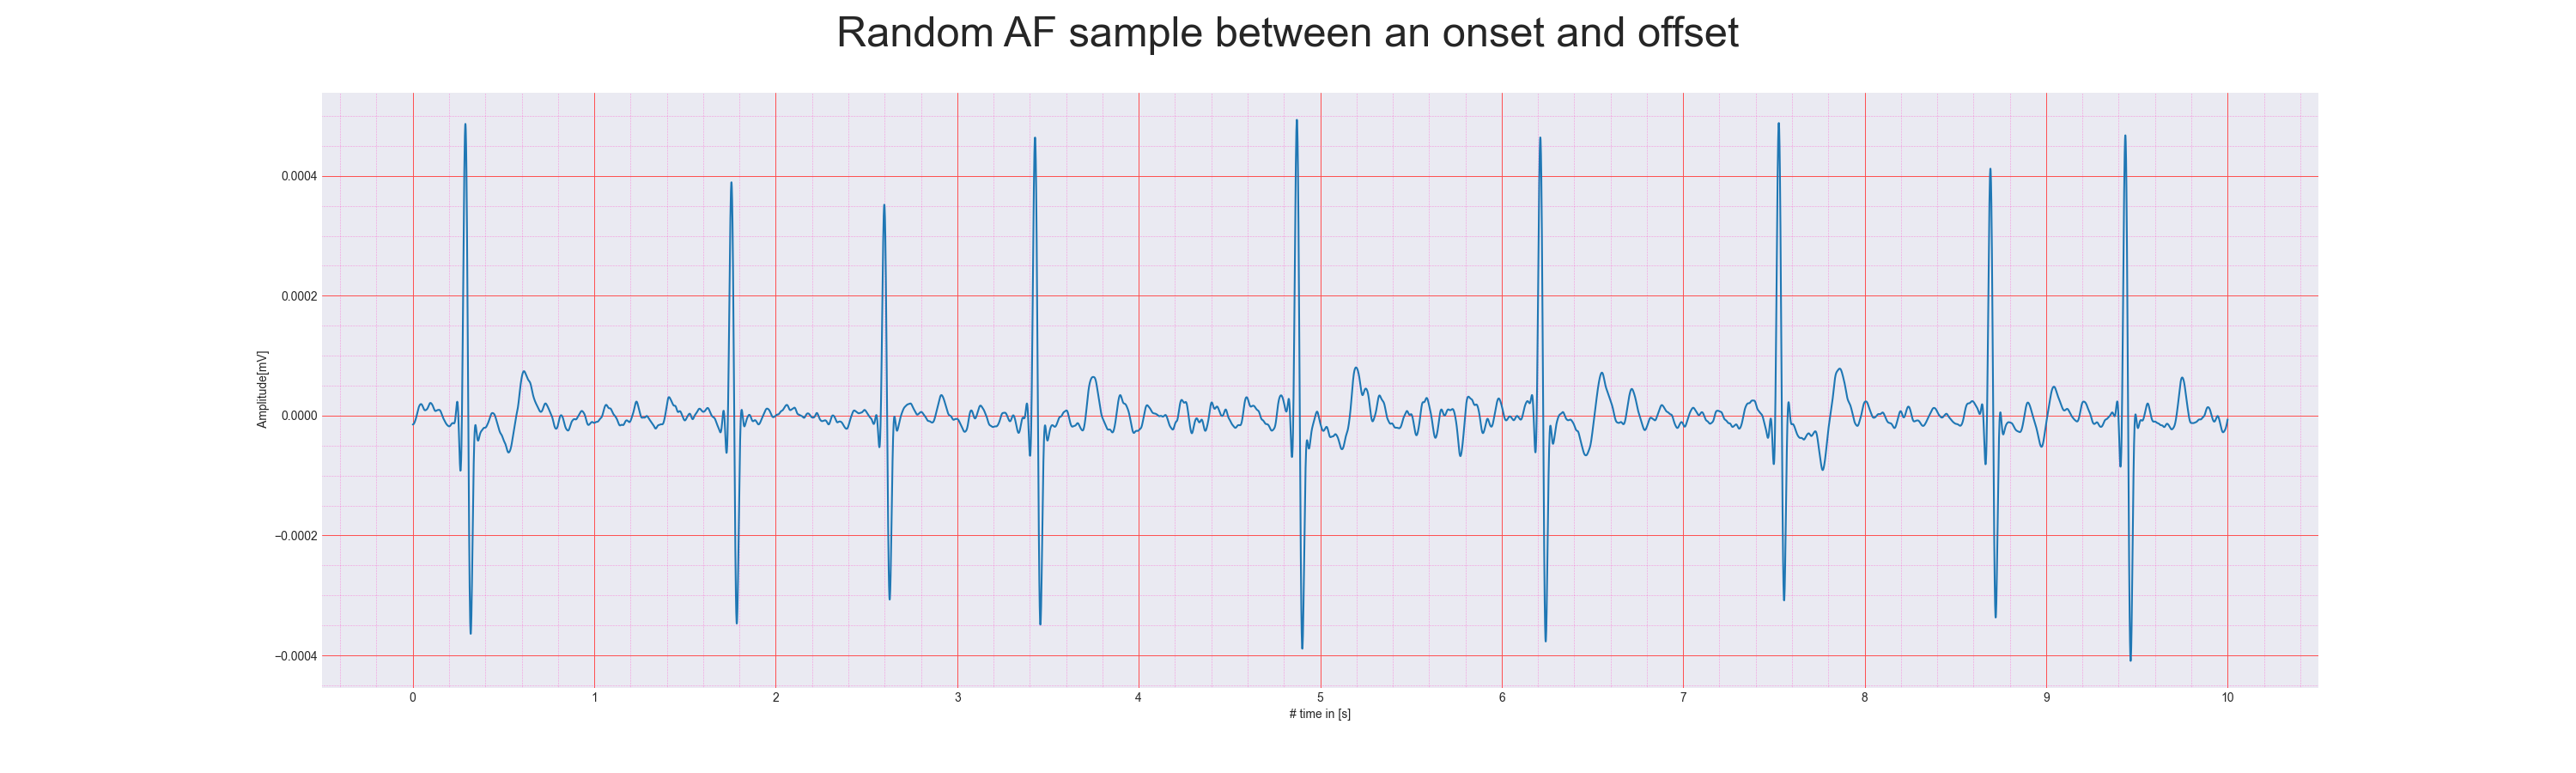 Random AF sample between an onset and offset
0.0004
0.0002
0.0000
−0.0002
−0.0004
Amplitude[mV]
0 1 2 3 4 5 6 7 8 9 10
# time in [s]